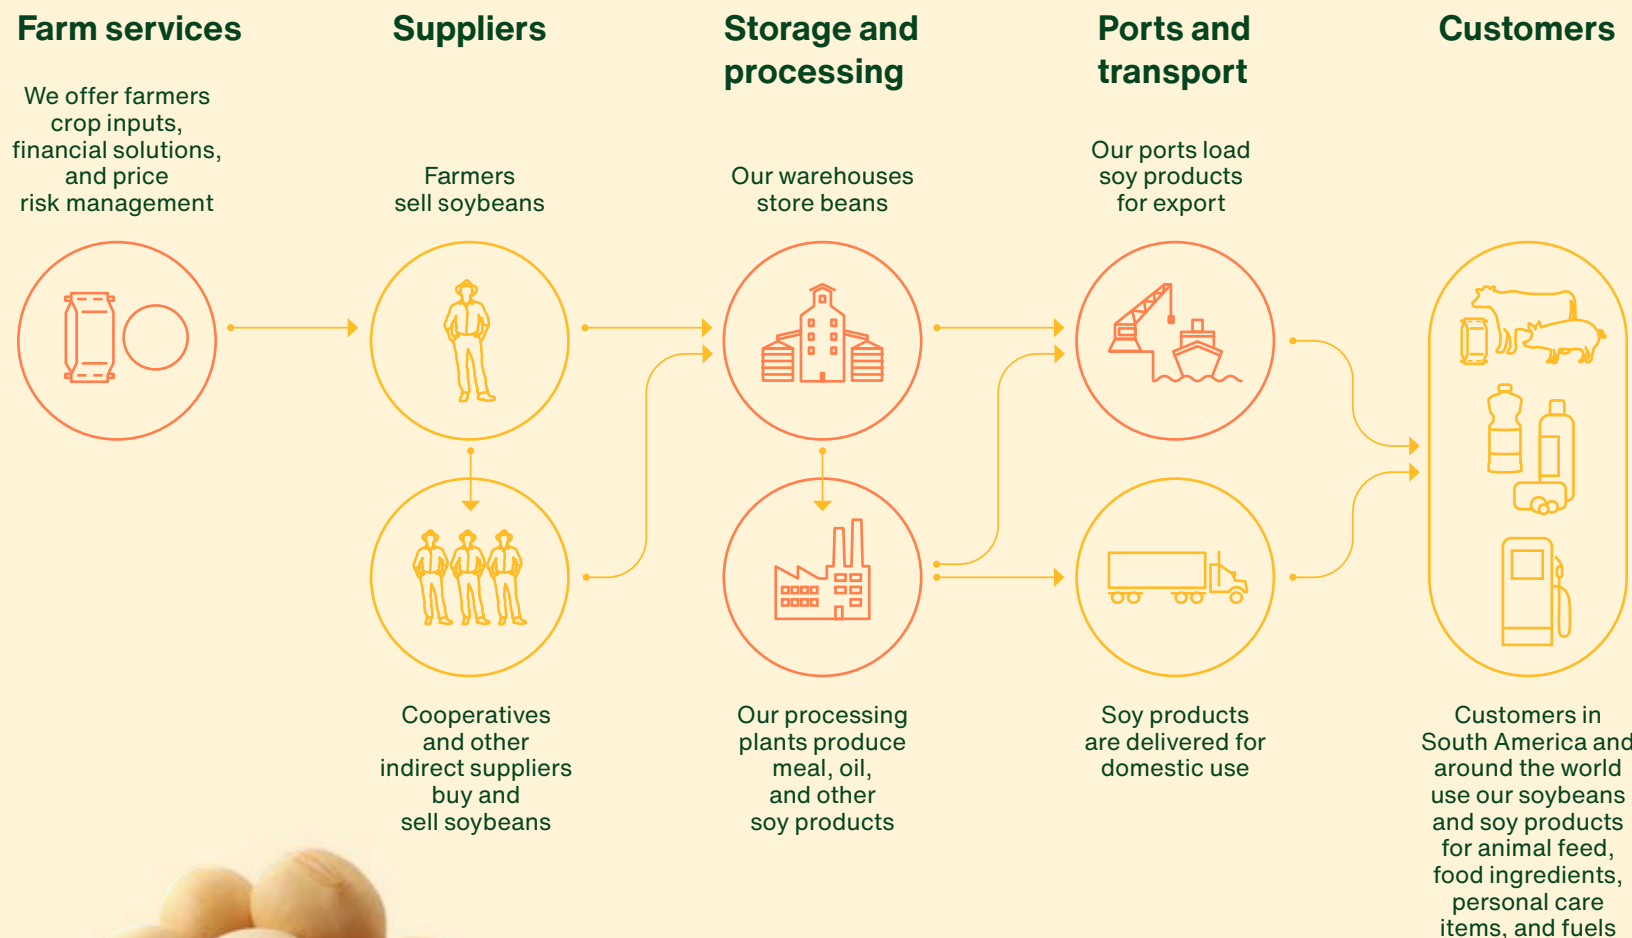 Farm services
We offer farmers
crop inputs,
financial solutions,
and price
risk management
Suppliers
Farmers
sell soybeans
Cooperatives
and other
indirect suppliers
buy and
sell soybeans
Storage and
processing
Our warehouses
store beans
Our processing
plants produce
meal, oil,
and other
soy products
Ports and
transport
Our ports load
soy products
for export
Soy products
are delivered for
domestic use
Customers
Customers in
South America and
around the world
use our soybeans
and soy products
for animal feed,
food ingredients,
personal care
items, and fuels